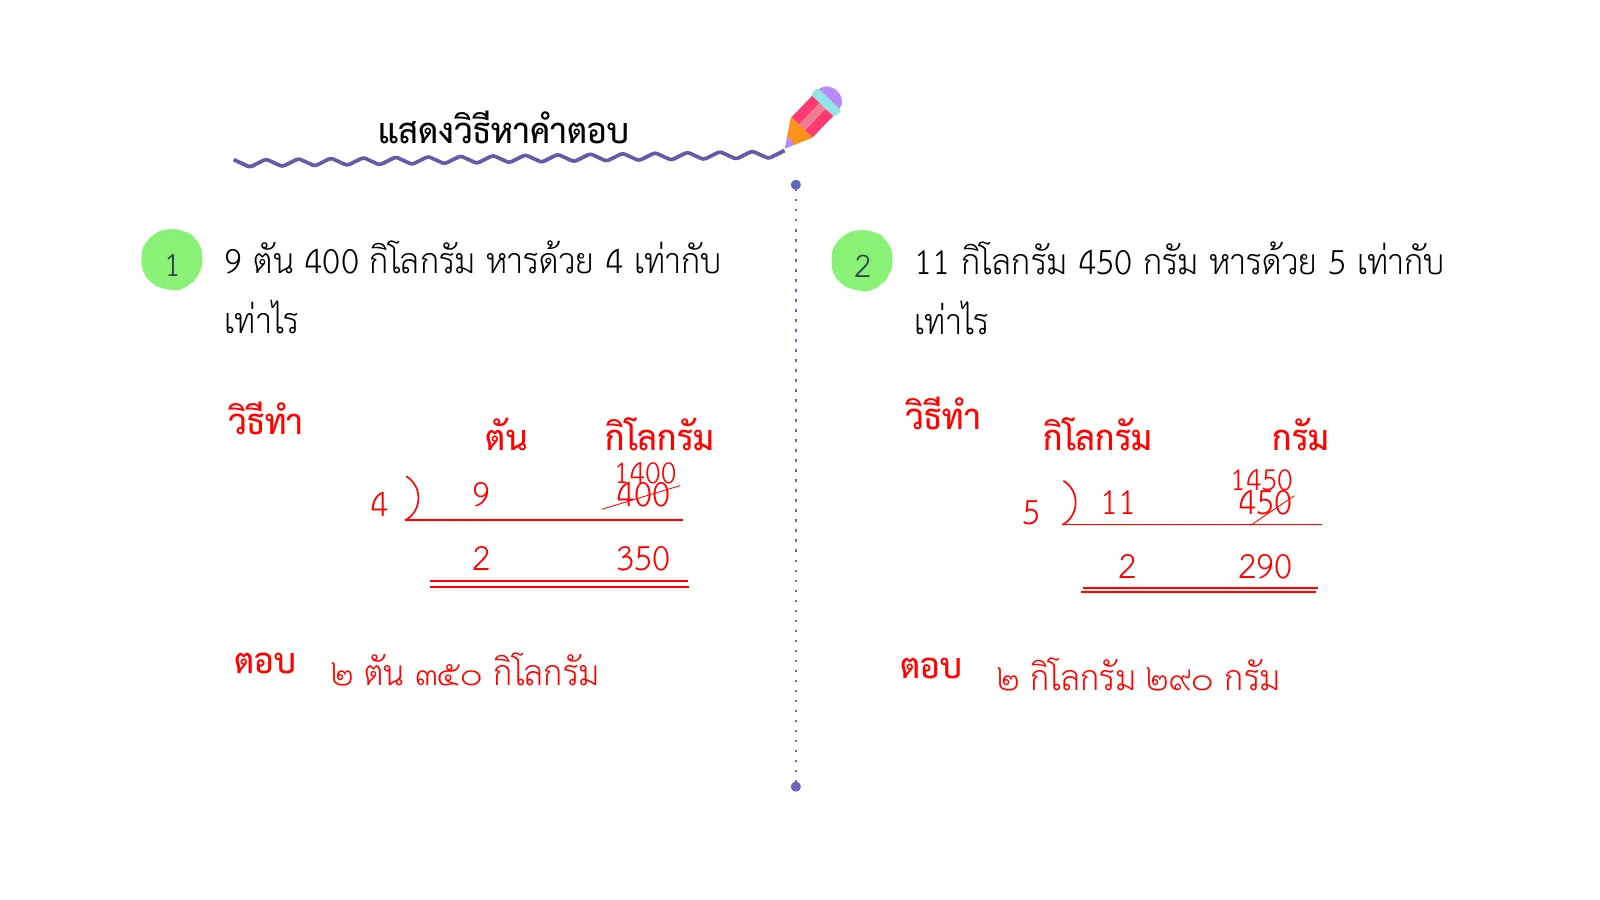 แสดงวิธีหาคำตอบ
1
9 ตัน 400 กิโลกรัม หารด้วย 4 เท่ากับ
เท่าไร
วิธีทำ
ตัน กิโลกรัม
1400
4 9 400
2 350
ตอบ ๒ ตัน ๓๕๐ กิโลกรัม
2
11 กิโลกรัม 450 กรัม หารด้วย 5 เท่ากับ
เท่าไร
วิธีทำ
กิโลกรัม กรัม
1450
5 11 450
2 290
ตอบ ๒ กิโลกรัม ๒๙๐ กรัม